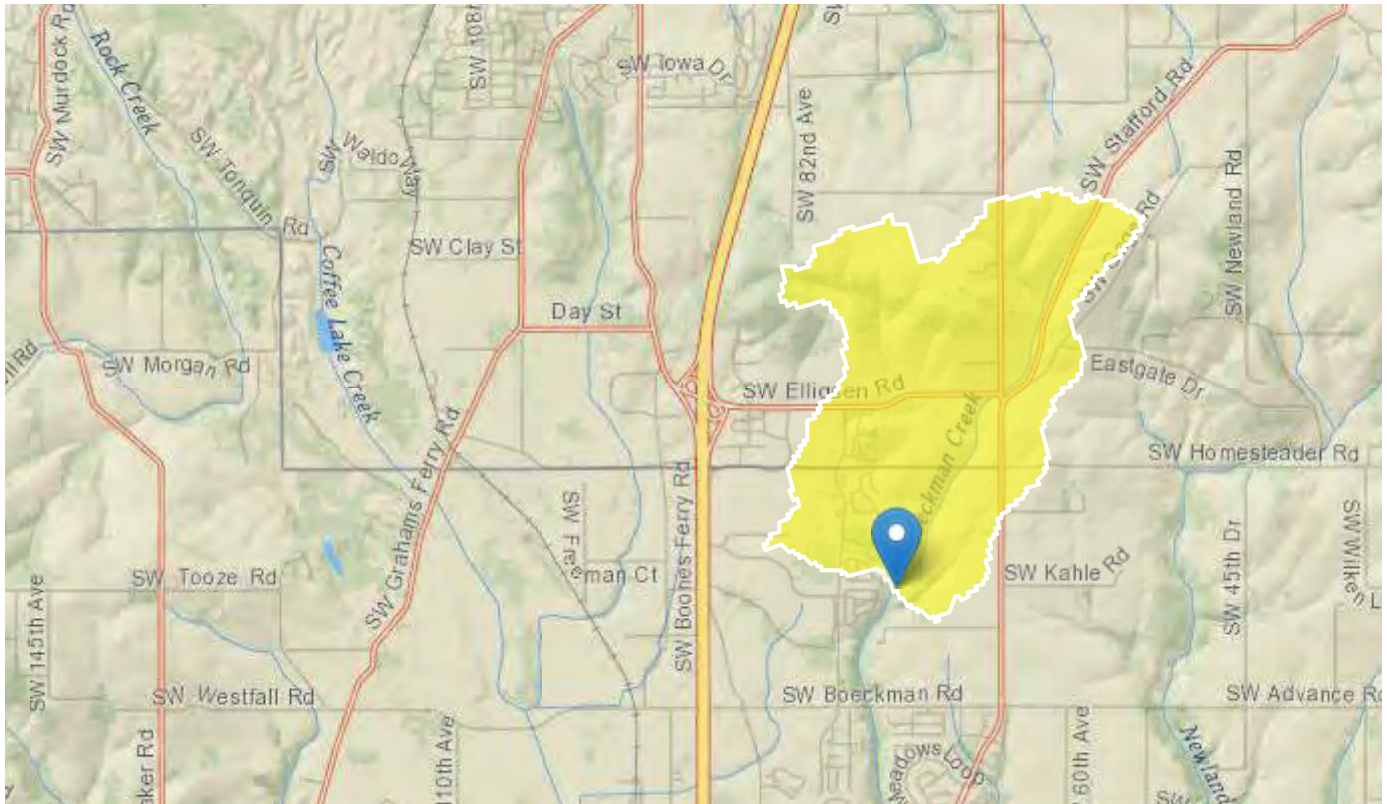 SW Murdock Rd
Rock Creek
SW Tonquin Rd
SW Waldo Way
SW 108
SW Iowa Dr
SW 82nd Ave
SW
SW Stafford Rd
SW Newland Rd
Coffee Lake Creek
SW Clay St
Day St
SW Morgan Rd
SW Grahams Ferry Rd
SW Elligsen Rd
Eastgate Dr
Boeckman Creek
SW Homesteader Rd
SW Boones Ferry Rd
SW Freeman Ct
SW Tooze Rd
SW Kahle Rd
SW 45th Dr
SW 145th Ave
SW Westfall Rd
SW Boeckman Rd
SW Advance Rd
110th Ave
Meadows Loop
60th Ave
Newland